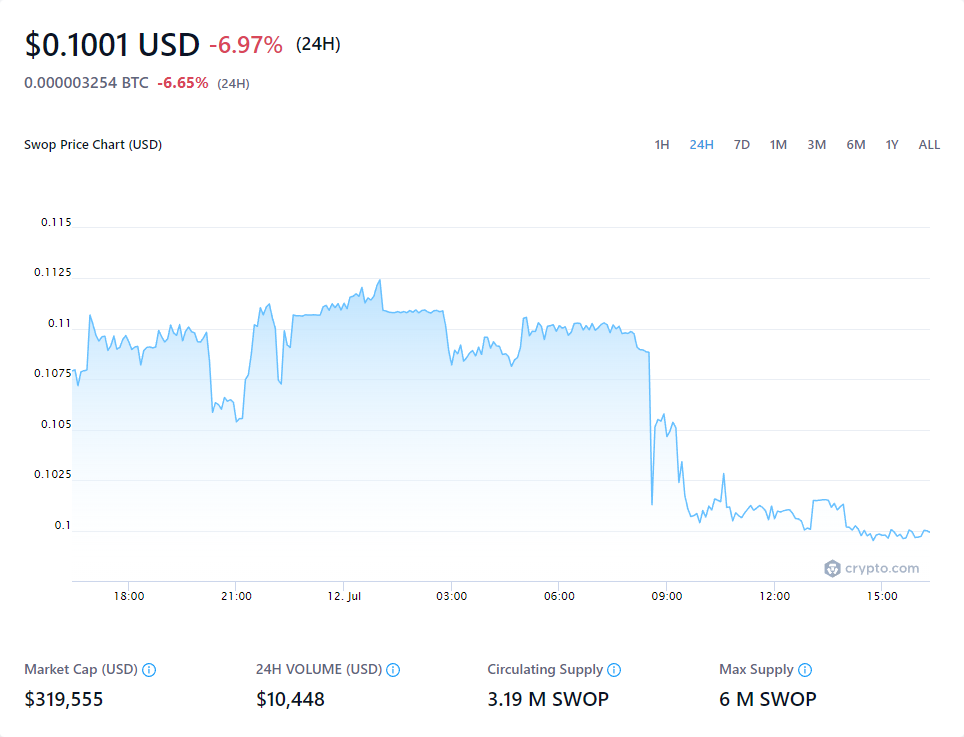 $0.1001 USD -6.97% (24H)
0.000003254 BTC -6.65% (24H)
Swop Price Chart (USD) 1H 24H 7D 1M 3M 6M 1Y ALL
0.115
0.1125
0.11
0.1075
0.105
0.1025
0.1
crypto.com
18:00 21:00 12. Jul 03:00 06:00 09:00 12:00 15:00
Market Cap (USD) 24H VOLUME (USD) Circulating Supply Max Supply
$319,555 $10,448 3.19 M SWOP 6 M SWOP